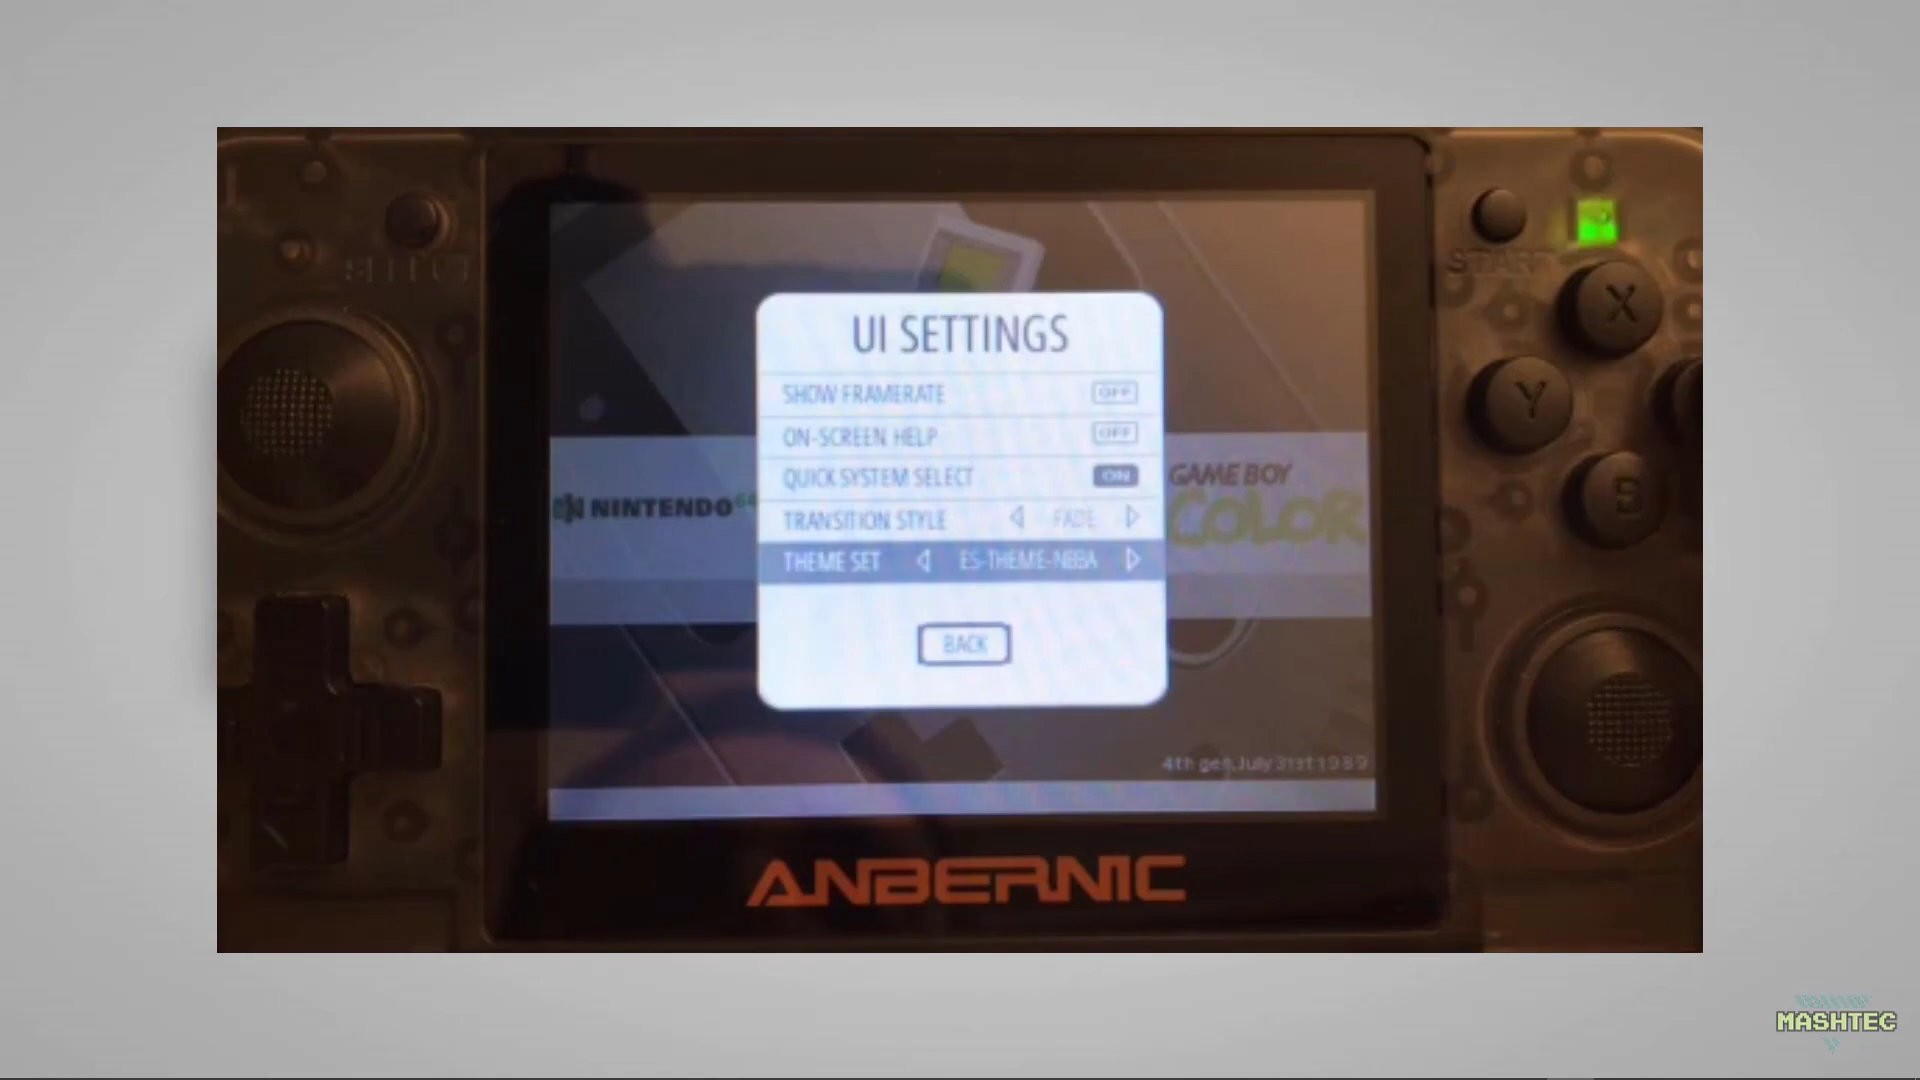 SELECT
START
X
Y
B
UI SETTINGS
SHOW FRAMERATE OFF
ON-SCREEN HELP OFF
QUICK SYSTEM SELECT ON
TRANSITION STYLE FADE
THEME SET ES-THEME-NBBA
BACK
NINTENDO64
GAME BOY
COLOR
4th gen,July 31st 1989
ANBERNIC
MASHTEC